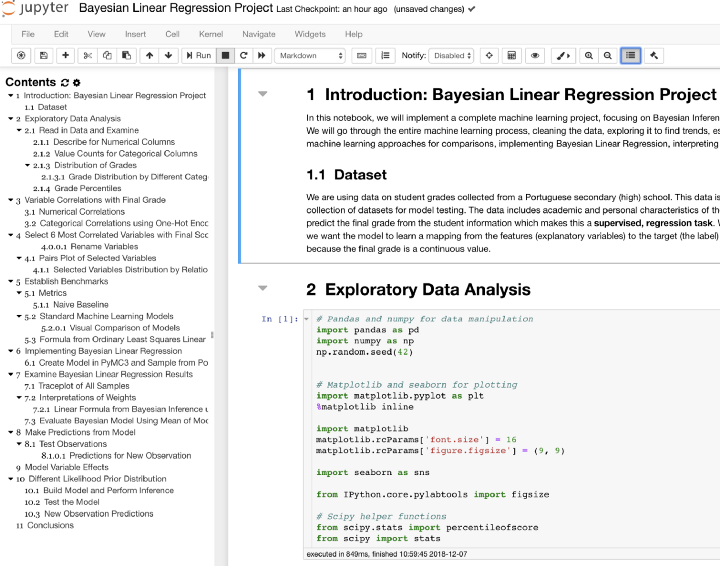 jupyter Bayesian Linear Regression Project Last Checkpoint: an hour ago (unsaved changes)
File Edit View Insert Cell Kernel Navigate Widgets Help
Run Markdown Notify: Disabled
Contents
1 Introduction: Bayesian Linear Regression Project
1.1 Dataset
2 Exploratory Data Analysis
2.1 Read in Data and Examine
2.1.1 Describe for Numerical Columns
2.1.2 Value Counts for Categorical Columns
2.1.3 Distribution of Grades
2.1.3.1 Grade Distribution by Different Categ
2.1.4 Grade Percentiles
3 Variable Correlations with Final Grade
3.1 Numerical Correlations
3.2 Categorical Correlations using One-Hot Enc
4 Select 6 Most Correlated Variables with Final Sc
4.0.0.1 Rename Variables
4.1 Pairs Plot of Selected Variables
4.1.1 Selected Variables Distribution by Relatio
5 Establish Benchmarks
5.1 Metrics
5.1.1 Naive Baseline
5.2 Standard Machine Learning Models
5.2.0.1 Visual Comparison of Models
5.3 Formula from Ordinary Least Squares Linear
6 Implementing Bayesian Linear Regression
6.1 Create Model in PyMC3 and Sample from Po
7 Examine Bayesian Linear Regression Results
7.1 Traceplot of All Samples
7.2 Interpretations of Weights
7.2.1 Linear Formula from Bayesian Inference
7.3 Evaluate Bayesian Model Using Mean of Mo
8 Make Predictions from Model
8.1 Test Observations
8.1.0.1 Predictions for New Observation
9 Model Variable Effects
10 Different Likelihood Prior Distribution
10.1 Build Model and Perform Inference
10.2 Test the Model
10.3 New Observation Predictions
11 Conclusions
1 Introduction: Bayesian Linear Regression Project
In this notebook, we will implement a complete machine learning project, focusing on Bayesian Inferen
We will go through the entire machine learning process, cleaning the data, exploring it to find trends, es
machine learning approaches for comparisons, implementing Bayesian Linear Regression, interpreting
1.1 Dataset
We are using data on student grades collected from a Portuguese secondary (high) school. This data is
collection of datasets for model testing. The data includes academic and personal characteristics of th
predict the final grade from the student information which makes this a supervised, regression task.
we want the model to learn a mapping from the features (explanatory variables) to the target (the label)
because the final grade is a continuous value.
2 Exploratory Data Analysis
In [1]: # Pandas and numpy for data manipulation
import pandas as pd
import numpy as np
np.random.seed(42)
# Matplotlib and seaborn for plotting
import matplotlib.pyplot as plt
%matplotlib inline
import matplotlib
matplotlib.rcParams['font.size'] = 16
matplotlib.rcParams['figure.figsize'] = (9, 9)
import seaborn as sns
from IPython.core.pylabtools import figsize
# Scipy helper functions
from scipy.stats import percentileofscore
from scipy import stats
executed in 849ms, finished 10:59:45 2018-12-07